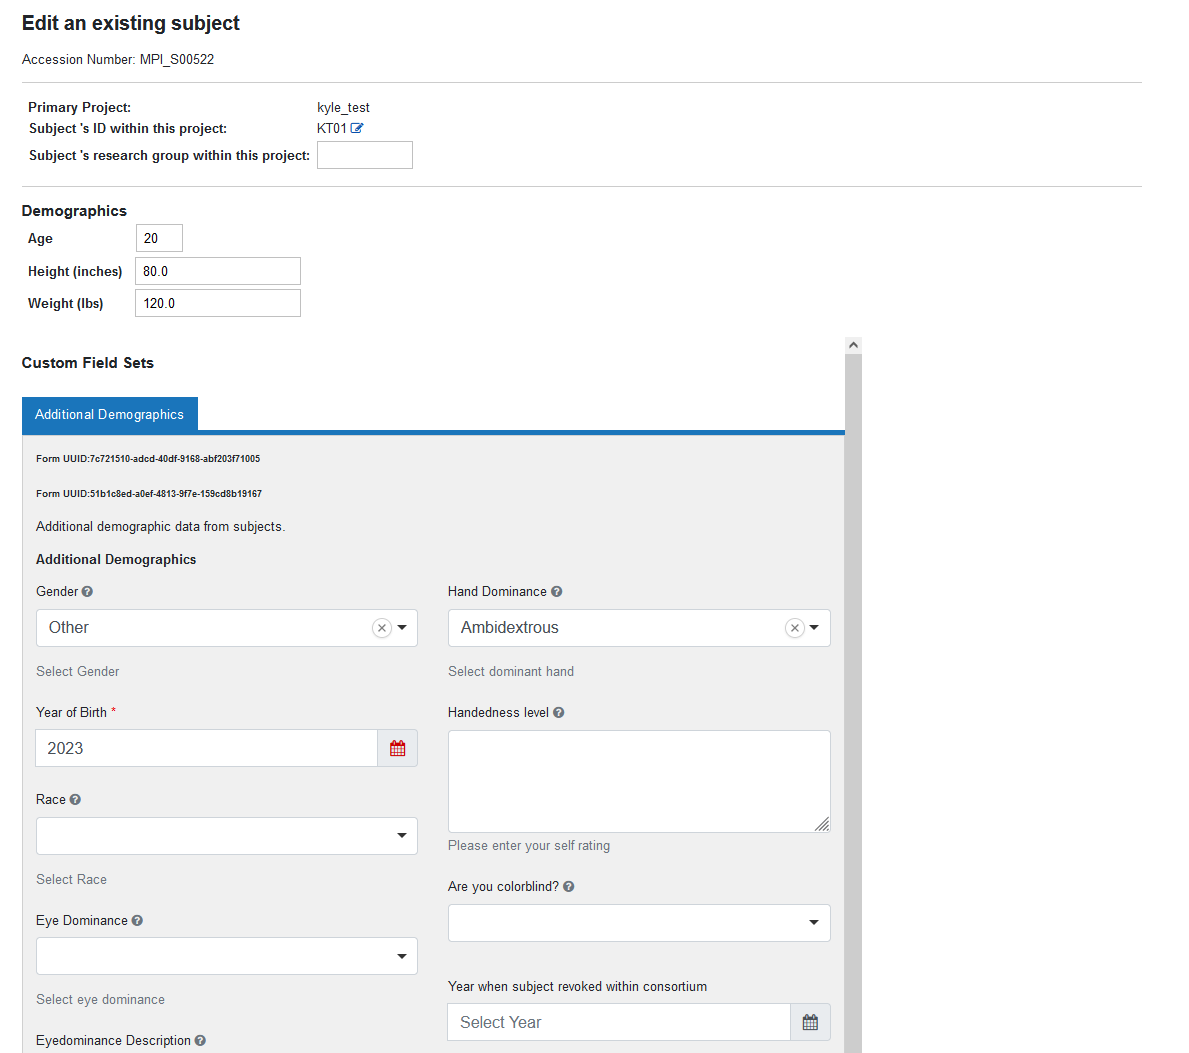 Edit an existing subject
Accession Number: MPI_S00522
Primary Project: kyle_test
Subject 's ID within this project: KT01
Subject 's research group within this project:
Demographics
Age 20
Height (inches) 80.0
Weight (lbs) 120.0
Custom Field Sets
Additional Demographics
Form UUID:7c721510-adcd-40df-9168-abf203f71005
Form UUID:51b1c8ed-a0ef-4813-9f7e-159cd8b19167
Additional demographic data from subjects.
Additional Demographics
Gender
Other
Select Gender
Year of Birth *
2023
Race
Select Race
Eye Dominance
Select eye dominance
Eyedominance Description
Hand Dominance
Ambidextrous
Select dominant hand
Handedness level
Please enter your self rating
Are you colorblind?
Year when subject revoked within consortium
Select Year